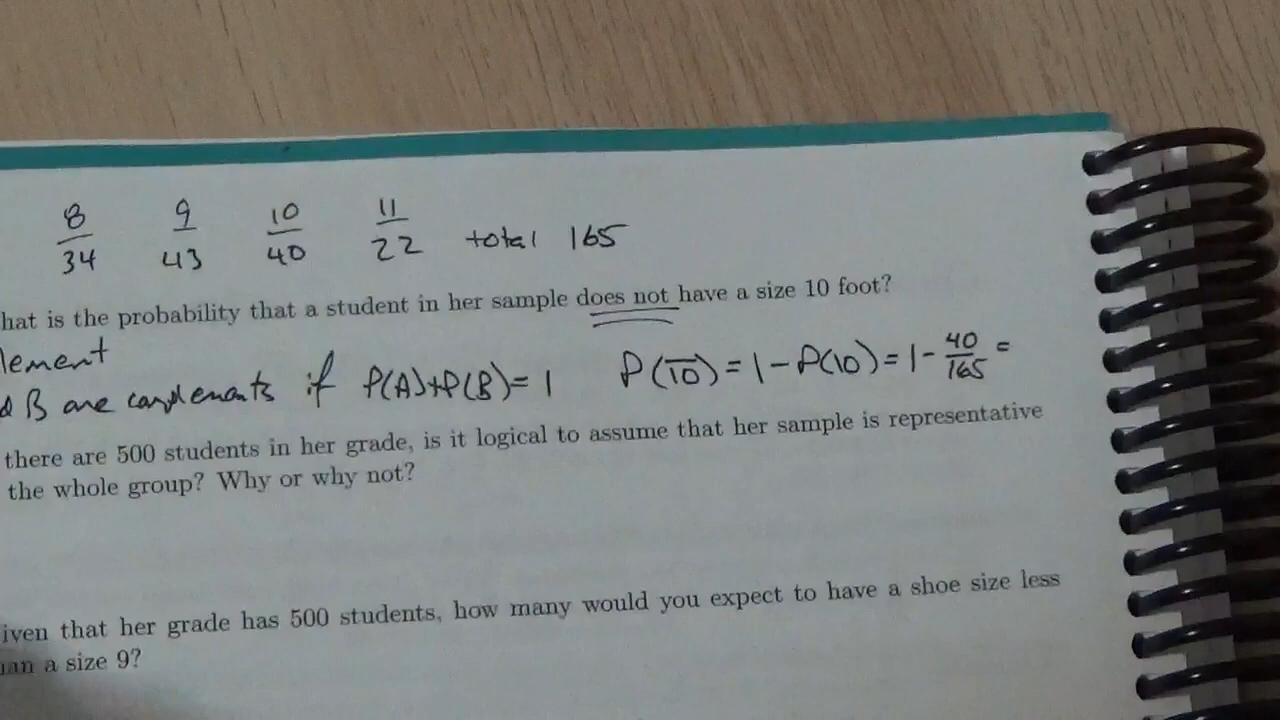 8 9 10 11
34 43 40 22 total 165
hat is the probability that a student in her sample does not have a size 10 foot?
lement
d B are complements if P(A)+P(B)=1 P(1̅0̅)=1-P(10)=1-40/165=
there are 500 students in her grade, is it logical to assume that her sample is representative
the whole group? Why or why not?
iven that her grade has 500 students, how many would you expect to have a shoe size less
an a size 9?